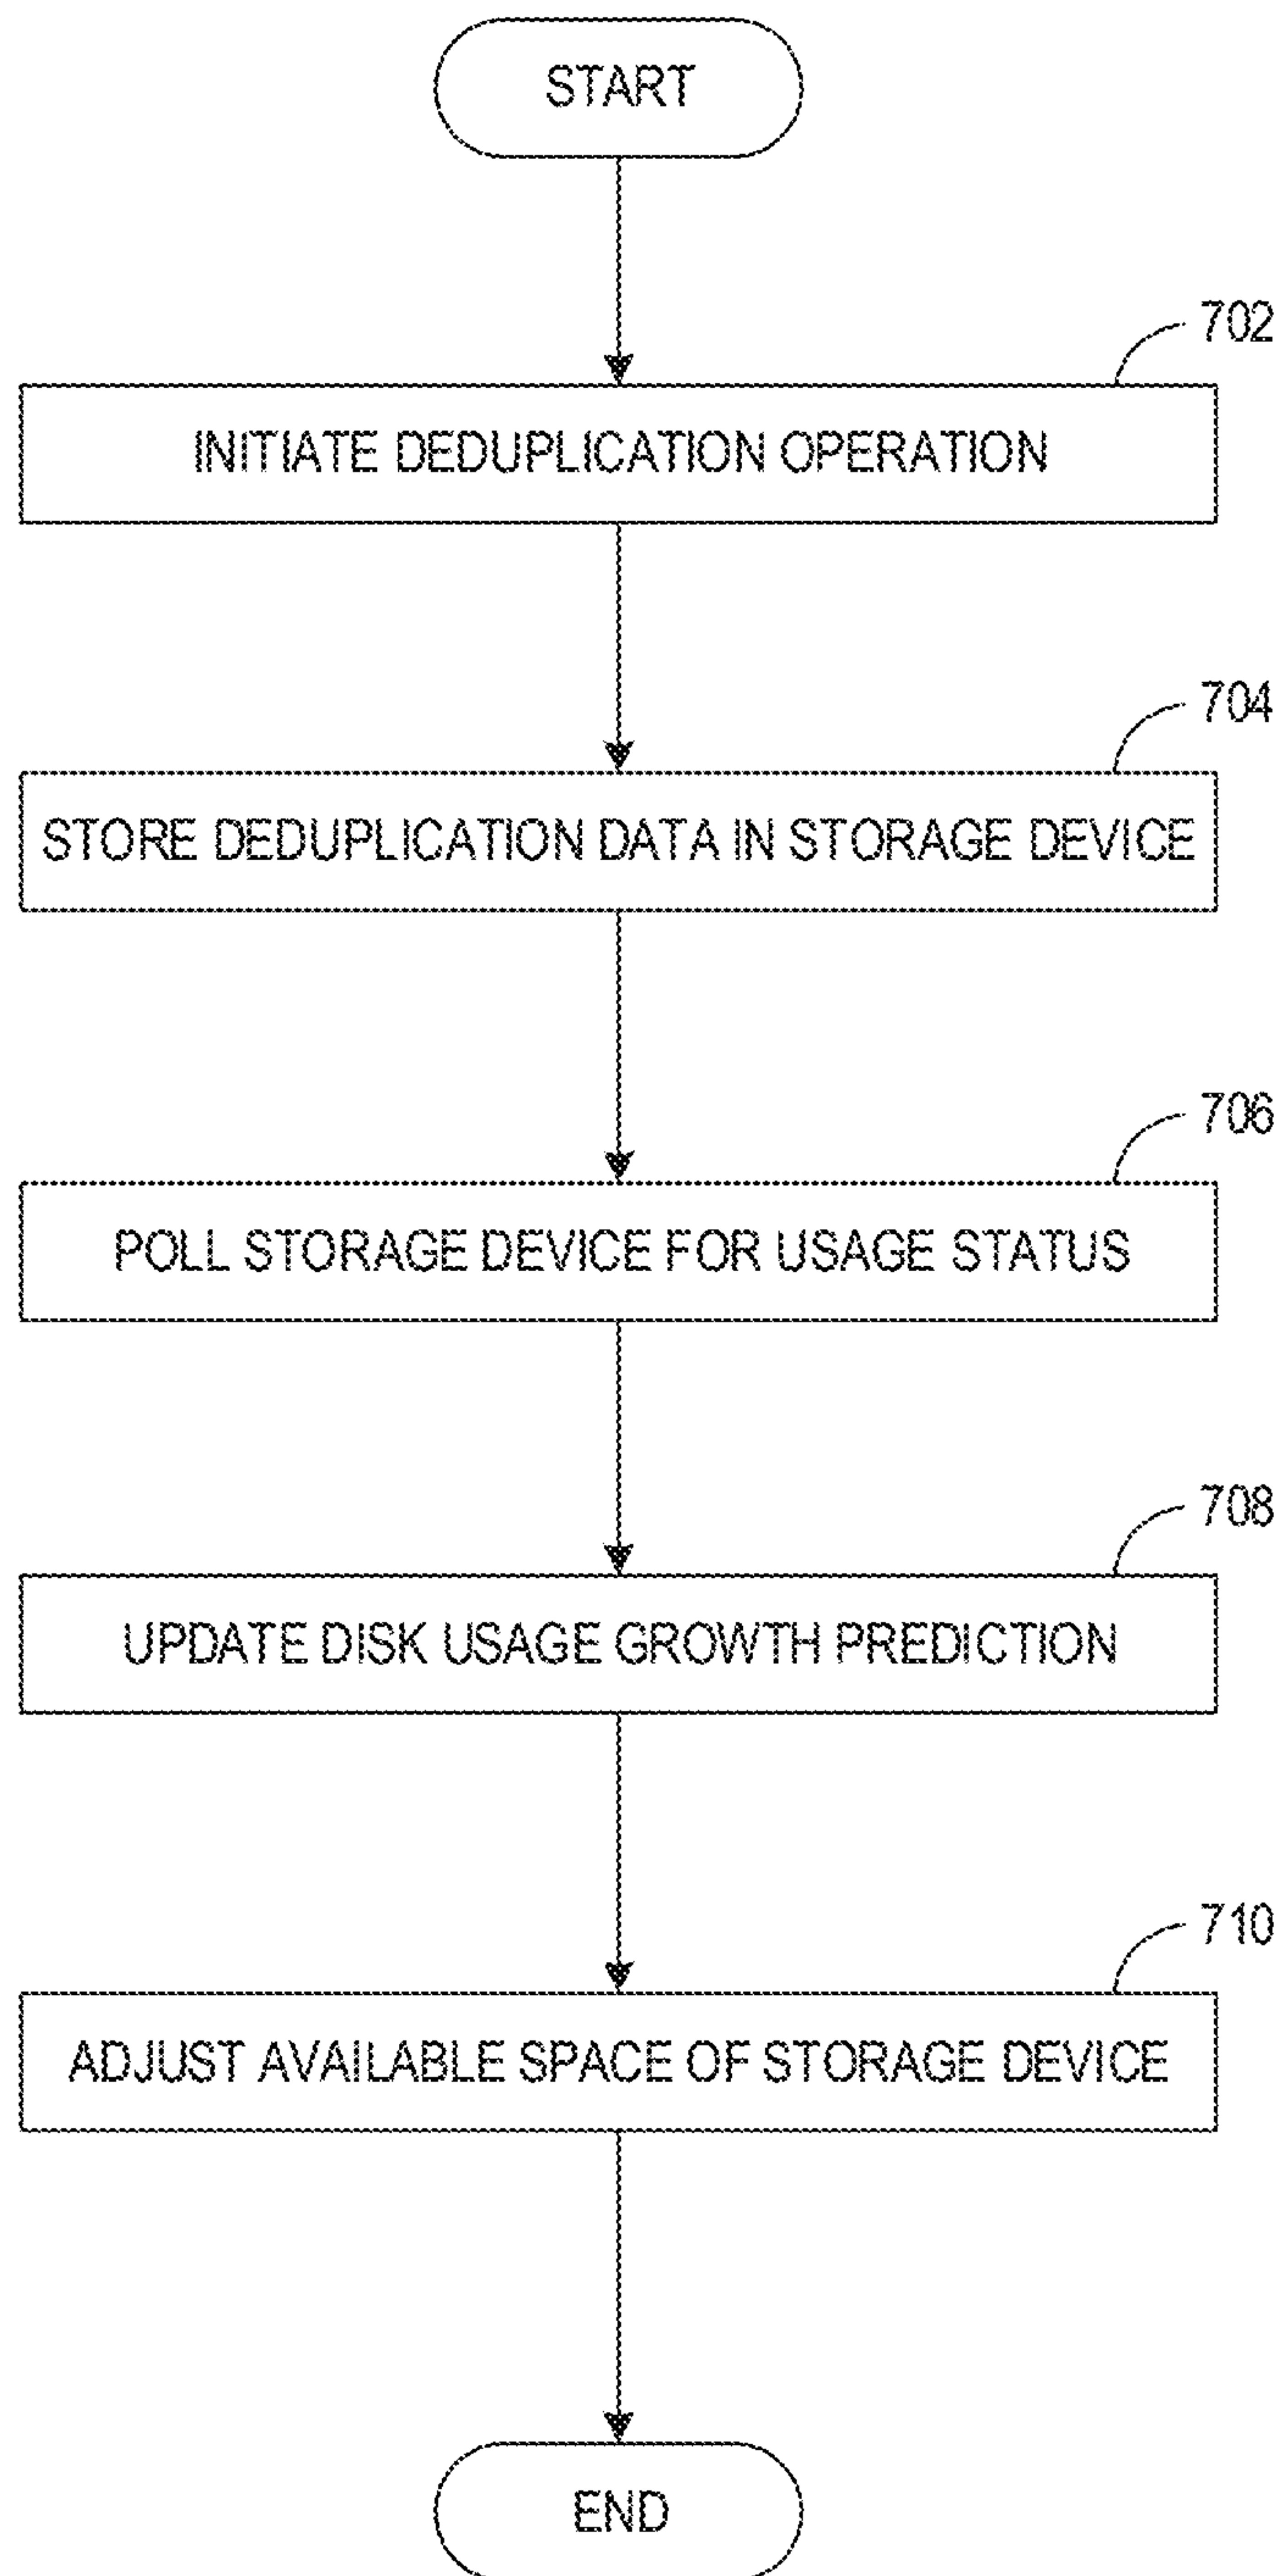 START
702
INITIATE DEDUPLICATION OPERATION
704
STORE DEDUPLICATION DATA IN STORAGE DEVICE
706
POLL STORAGE DEVICE FOR USAGE STATUS
708
UPDATE DISK USAGE GROWTH PREDICTION
710
ADJUST AVAILABLE SPACE OF STORAGE DEVICE
END